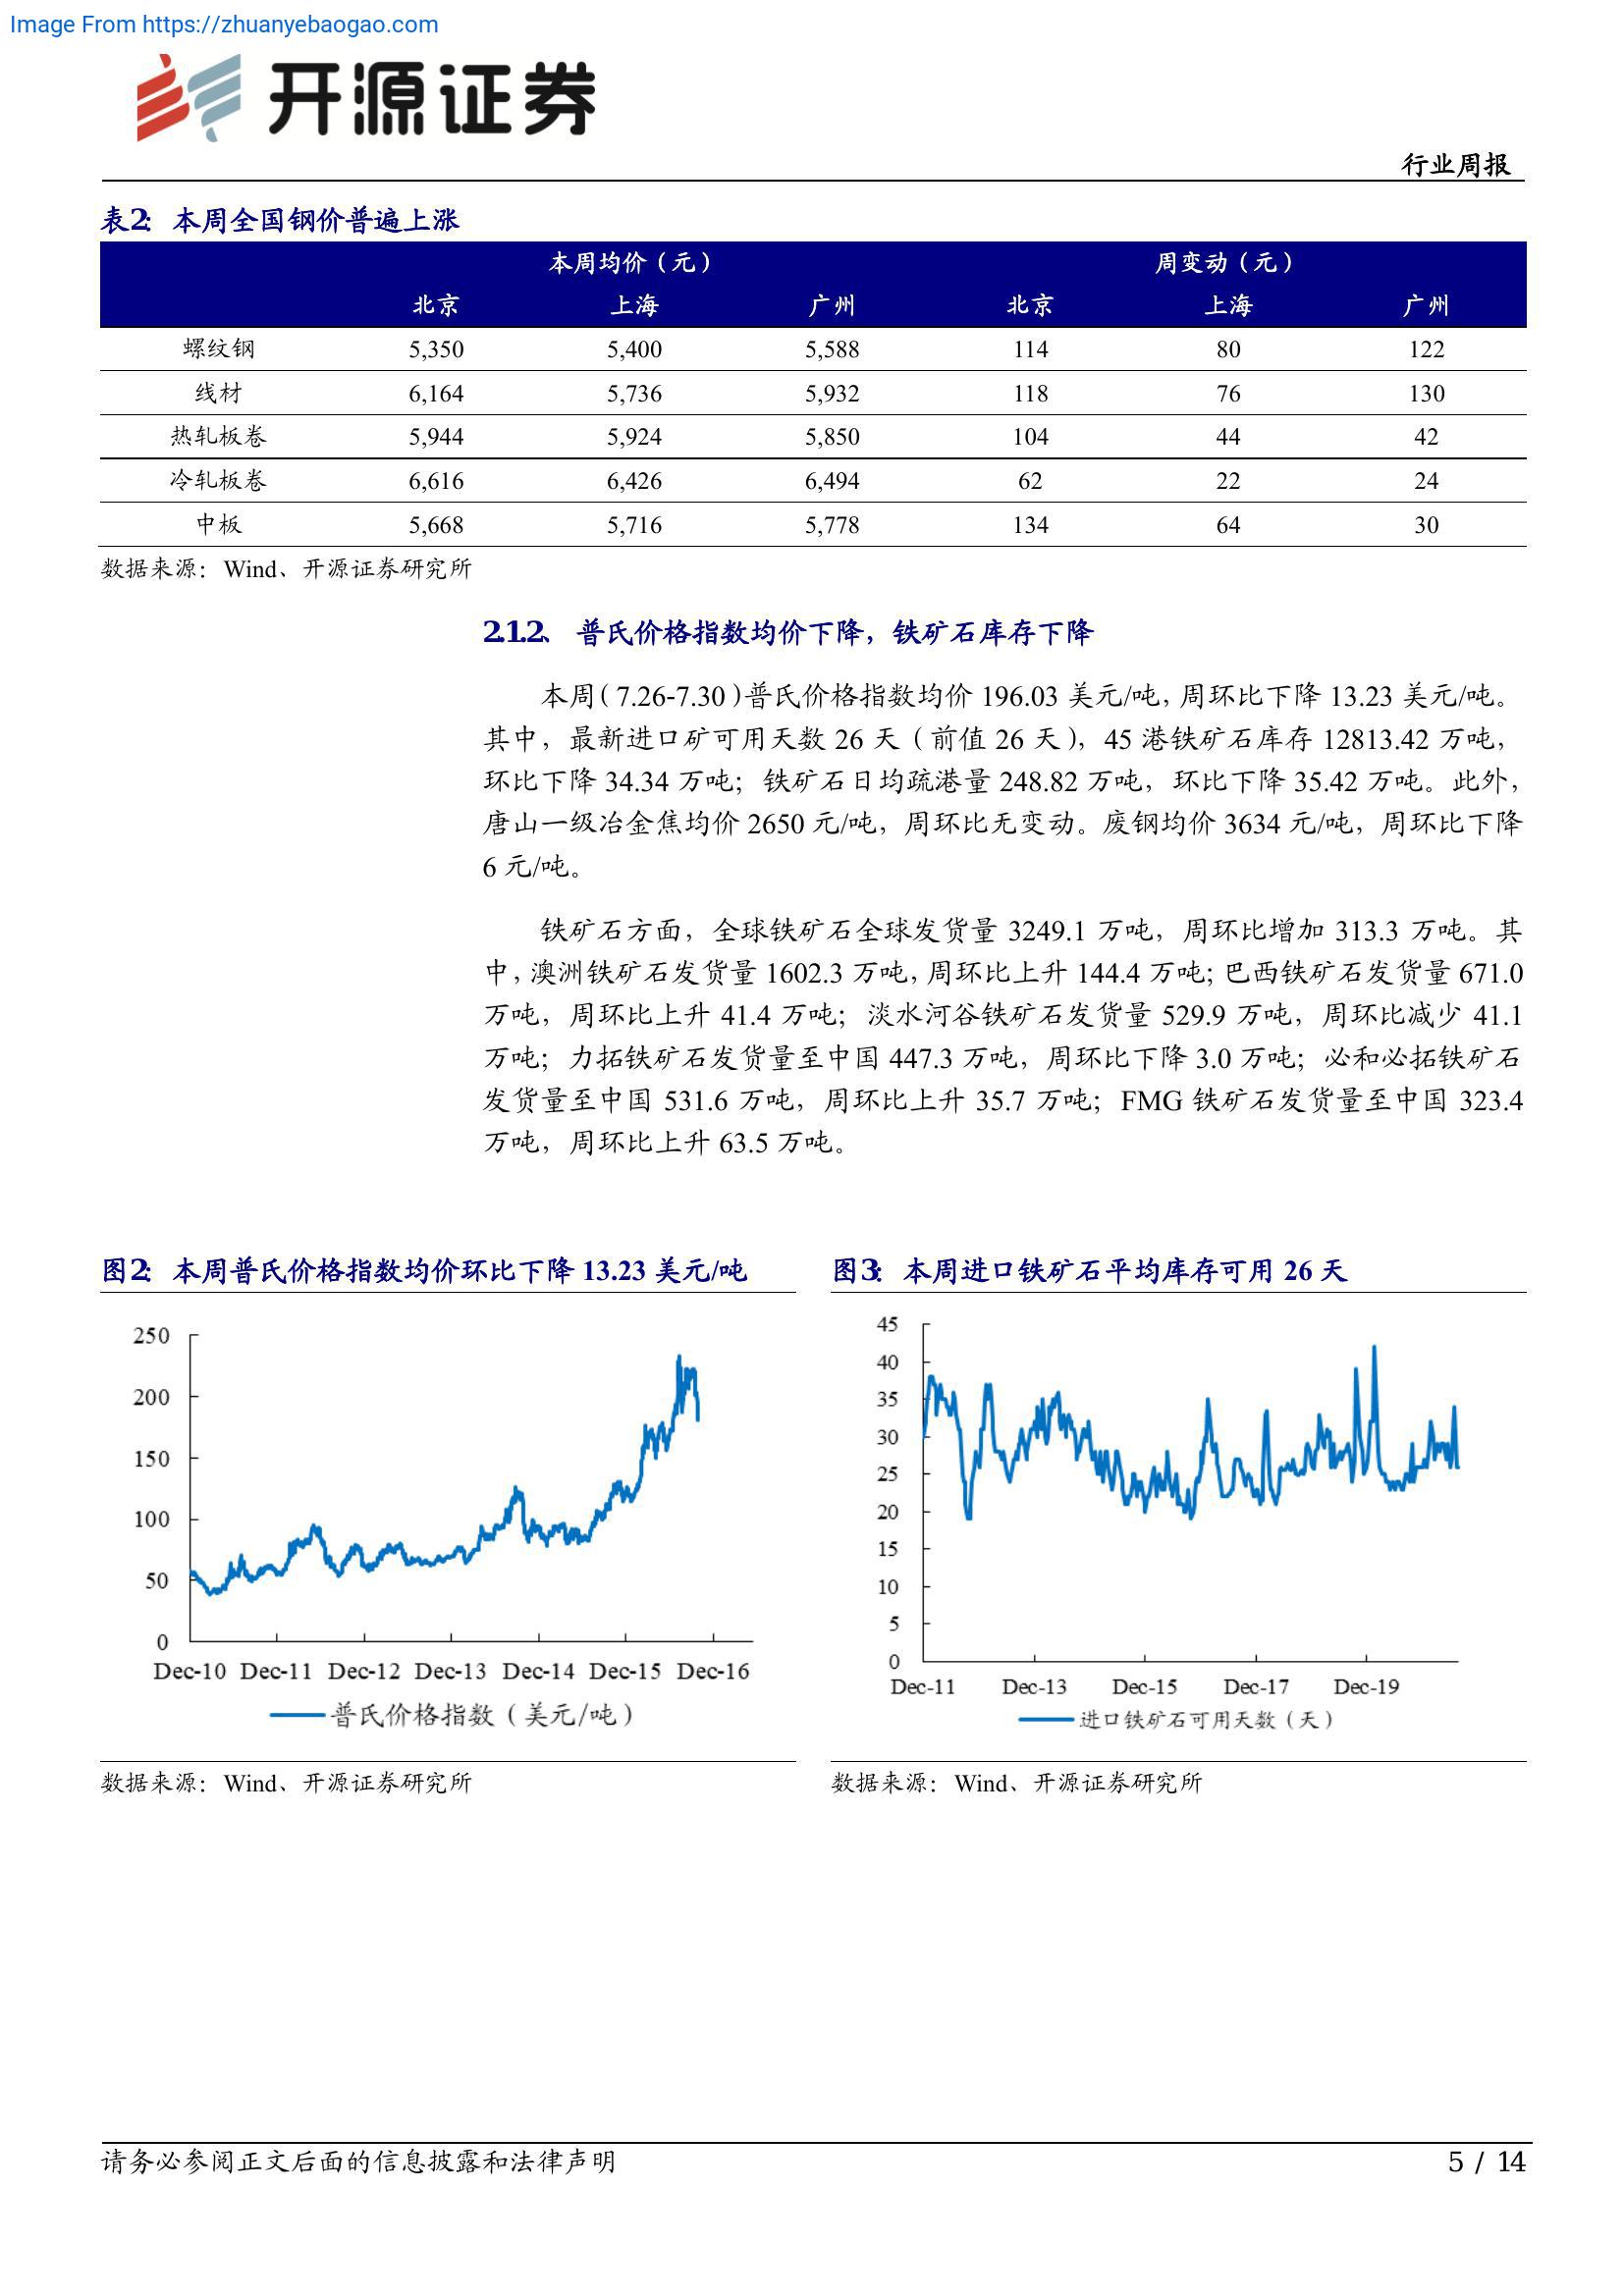 Image From https://zhuanyebaogao.com
开源证券
行业周报
表2： 本周全国钢价普遍上涨
本周均价（元） 周变动（元）
北京 上海 广州 北京 上海 广州
螺纹钢 5,350 5,400 5,588 114 80 122
线材 6,164 5,736 5,932 118 76 130
热轧板卷 5,944 5,924 5,850 104 44 42
冷轧板卷 6,616 6,426 6,494 62 22 24
中板 5,668 5,716 5,778 134 64 30
数据来源：Wind、开源证券研究所
2.1.2、 普氏价格指数均价下降，铁矿石库存下降
本周（7.26-7.30）普氏价格指数均价 196.03 美元/吨，周环比下降 13.23 美元/吨。
其中，最新进口矿可用天数 26 天（前值 26 天），45 港铁矿石库存 12813.42 万吨，
环比下降 34.34 万吨；铁矿石日均疏港量 248.82 万吨，环比下降 35.42 万吨。此外，
唐山一级冶金焦均价 2650 元/吨，周环比无变动。废钢均价 3634 元/吨，周环比下降
6 元/吨。
铁矿石方面，全球铁矿石全球发货量 3249.1 万吨，周环比增加 313.3 万吨。其
中，澳洲铁矿石发货量 1602.3 万吨，周环比上升 144.4 万吨；巴西铁矿石发货量 671.0
万吨，周环比上升 41.4 万吨；淡水河谷铁矿石发货量 529.9 万吨，周环比减少 41.1
万吨；力拓铁矿石发货量至中国 447.3 万吨，周环比下降 3.0 万吨；必和必拓铁矿石
发货量至中国 531.6 万吨，周环比上升 35.7 万吨；FMG 铁矿石发货量至中国 323.4
万吨，周环比上升 63.5 万吨。
图2： 本周普氏价格指数均价环比下降 13.23 美元/吨
250
200
150
100
50
0
Dec-10 Dec-11 Dec-12 Dec-13 Dec-14 Dec-15 Dec-16
普氏价格指数（美元/吨）
数据来源：Wind、开源证券研究所
图3： 本周进口铁矿石平均库存可用 26 天
45
40
35
30
25
20
15
10
5
0
Dec-11 Dec-13 Dec-15 Dec-17 Dec-19
进口铁矿石可用天数（天）
数据来源：Wind、开源证券研究所
请务必参阅正文后面的信息披露和法律声明
5 / 14